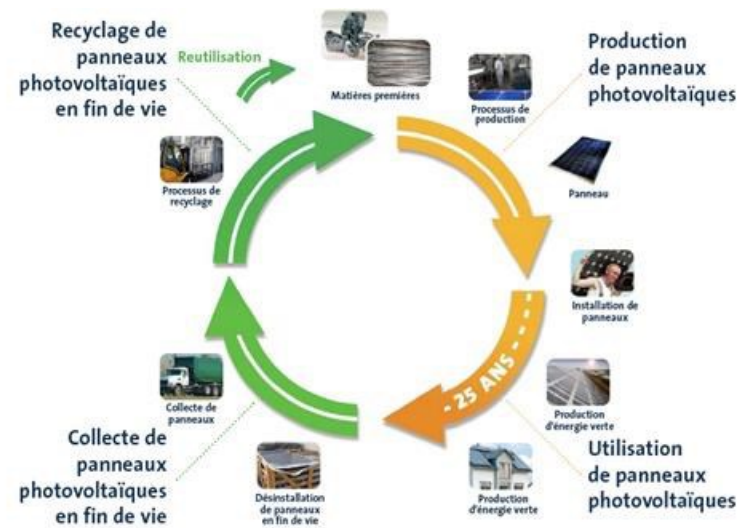 Recyclage de
panneaux
photovoltaïques
en fin de vie
Reutilisation
Matières premières
Processus de
production
Production
de panneaux
photovoltaïques
Panneau
Installation de
panneaux
25 ANS
Production
d'énergie verte
Utilisation
de panneaux
photovoltaïques
Production
d'énergie verte
Désinstallation
de panneaux
en fin de vie
Collecte de
panneaux
Collecte de
panneaux
photovoltaïques
en fin de vie
Processus de
recyclage